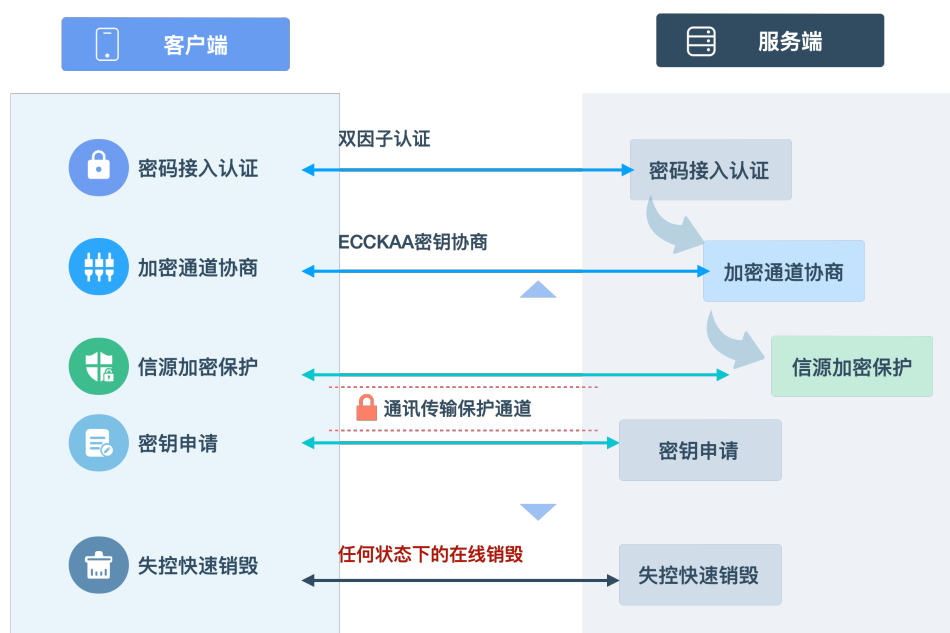 客户端
服务端
双因子认证
密码接入认证
密码接入认证
ECCKAA密钥协商
加密通道协商
加密通道协商
信源加密保护
信源加密保护
通讯传输保护通道
密钥申请
密钥申请
任何状态下的在线销毁
失控快速销毁
失控快速销毁